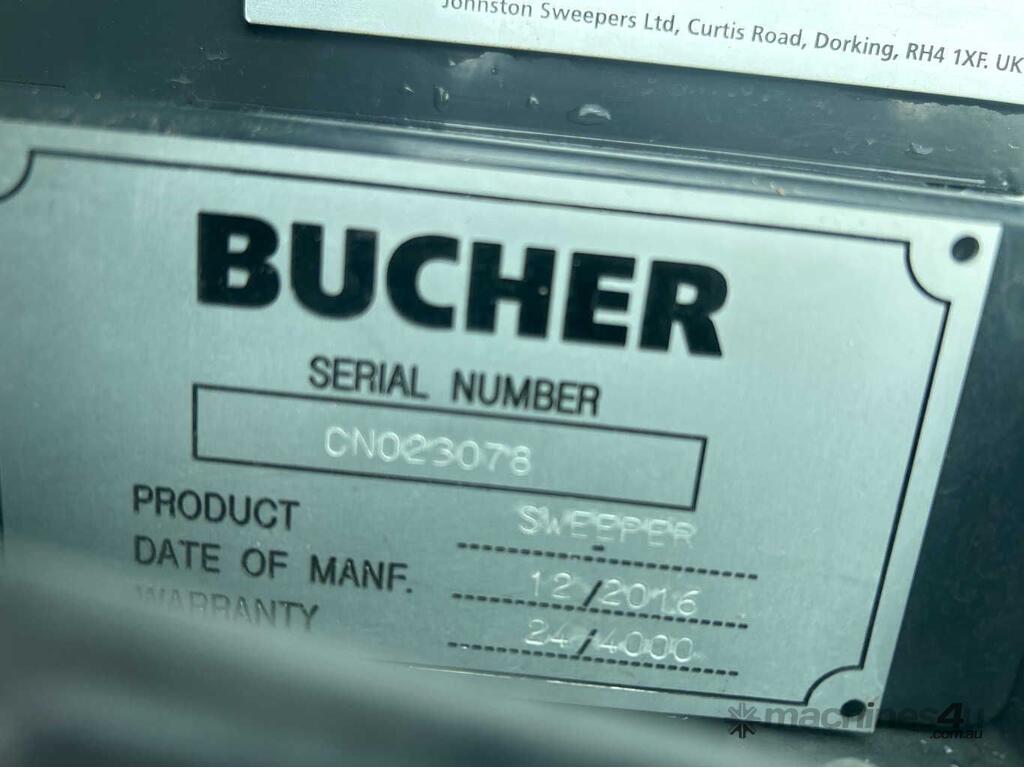 Johnston Sweepers Ltd, Curtis Road, Dorking, RH4 1XF. UK
BUCHER
SERIAL NUMBER
CN023078
PRODUCT SWEEPER
DATE OF MANF. 12/2016
WARRANTY 24/4000
machines4u
.com.au